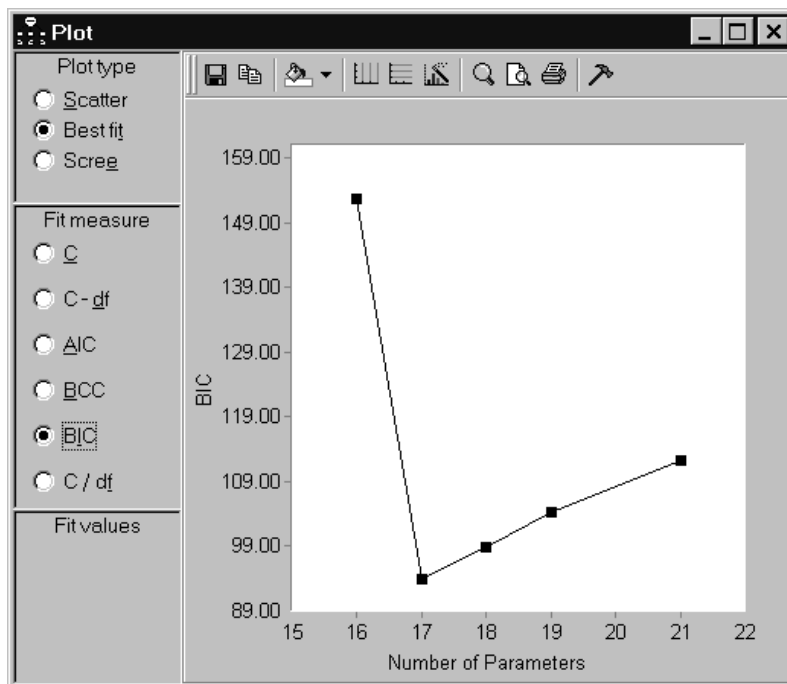 Plot
Plot type
Scatter
Best fit
Scree
Fit measure
C
C - df
AIC
BCC
BIC
C / df
Fit values
159.00
149.00
139.00
129.00
119.00
109.00
99.00
89.00
BIC
15 16 17 18 19 20 21 22
Number of Parameters